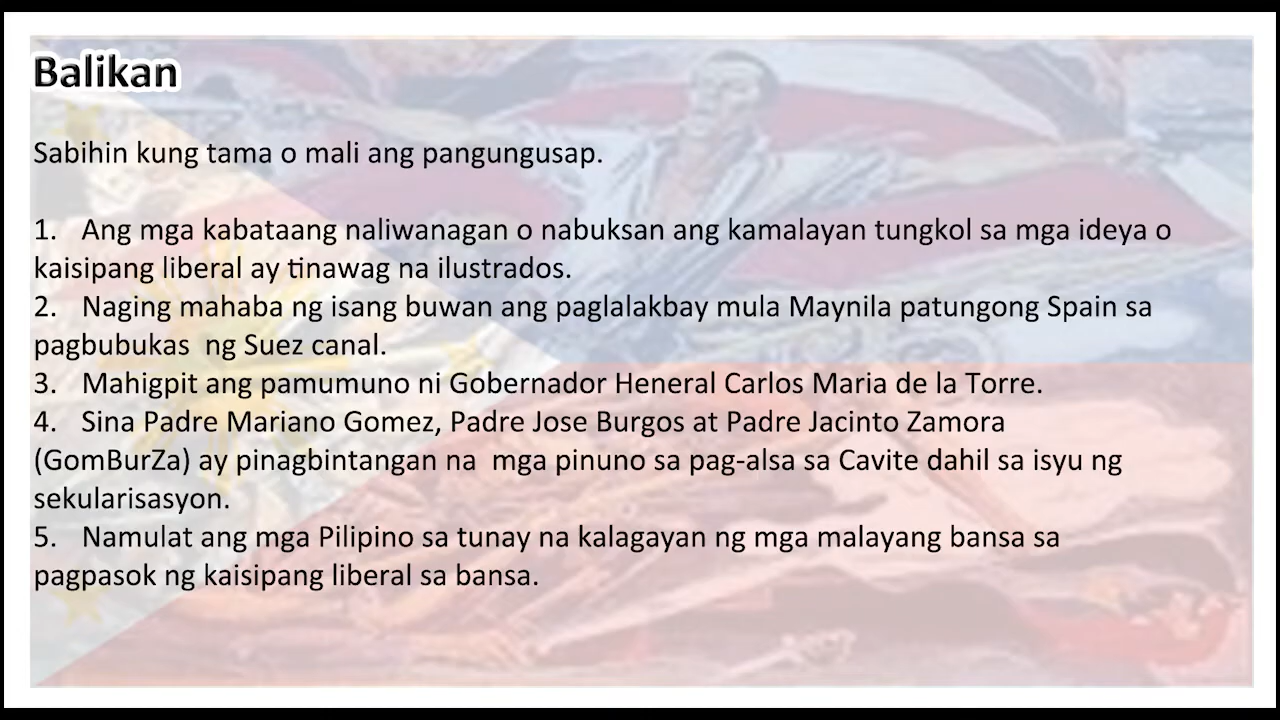 Balikan
Sabihin kung tama o mali ang pangungusap.
1. Ang mga kabataang naliwanagan o nabuksan ang kamalayan tungkol sa mga ideya o
kaisipang liberal ay tinawag na ilustrados.
2. Naging mahaba ng isang buwan ang paglalakbay mula Maynila patungong Spain sa
pagbubukas ng Suez canal.
3. Mahigpit ang pamumuno ni Gobernador Heneral Carlos Maria de la Torre.
4. Sina Padre Mariano Gomez, Padre Jose Burgos at Padre Jacinto Zamora
(GomBurZa) ay pinagbintangan na mga pinuno sa pag-alsa sa Cavite dahil sa isyu ng
sekularisasyon.
5. Namulat ang mga Pilipino sa tunay na kalagayan ng mga malayang bansa sa
pagpasok ng kaisipang liberal sa bansa.